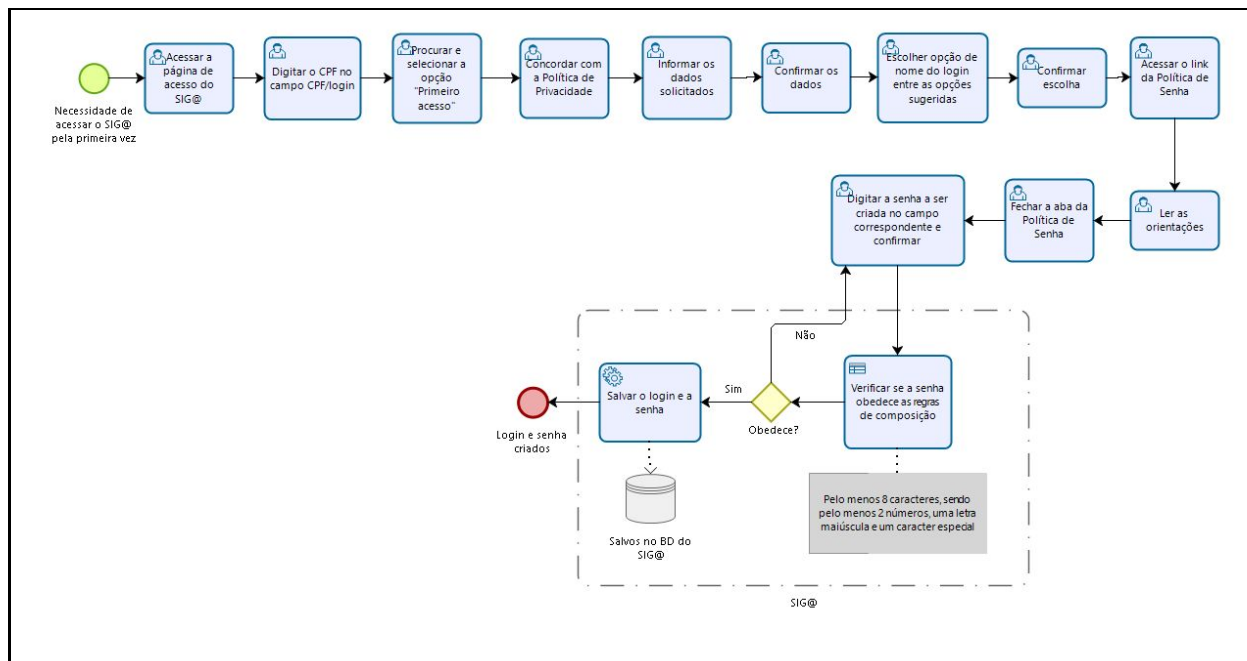 Necessidade de
acessar o SIG@
pela primeira vez
Acessar a
página de
acesso do
SIG@
Digitar o CPF no
campo CPF/login
Procurar e
selecionar a
opção
"Primeiro
acesso"
Concordar com
a Política de
Privacidade
Informar os
dados
solicitados
Confirmar os
dados
Escolher opção de
nome do login
entre as opções
sugeridas
Confirmar
escolha
Acessar o link
da Política de
Senha
Ler as
orientações
Fechar a aba da
Política de
Senha
Digitar a senha a ser
criada no campo
correspondente e
confirmar
Verificar se a senha
obedece as regras
de composição
Pelo menos 8 caracteres, sendo
pelo menos 2 números, uma letra
maiúscula e um caracter especial
Obedece?
Não
Sim
Salvar o login e a
senha
Salvos no BD do
SIG@
Login e senha
criados
SIG@